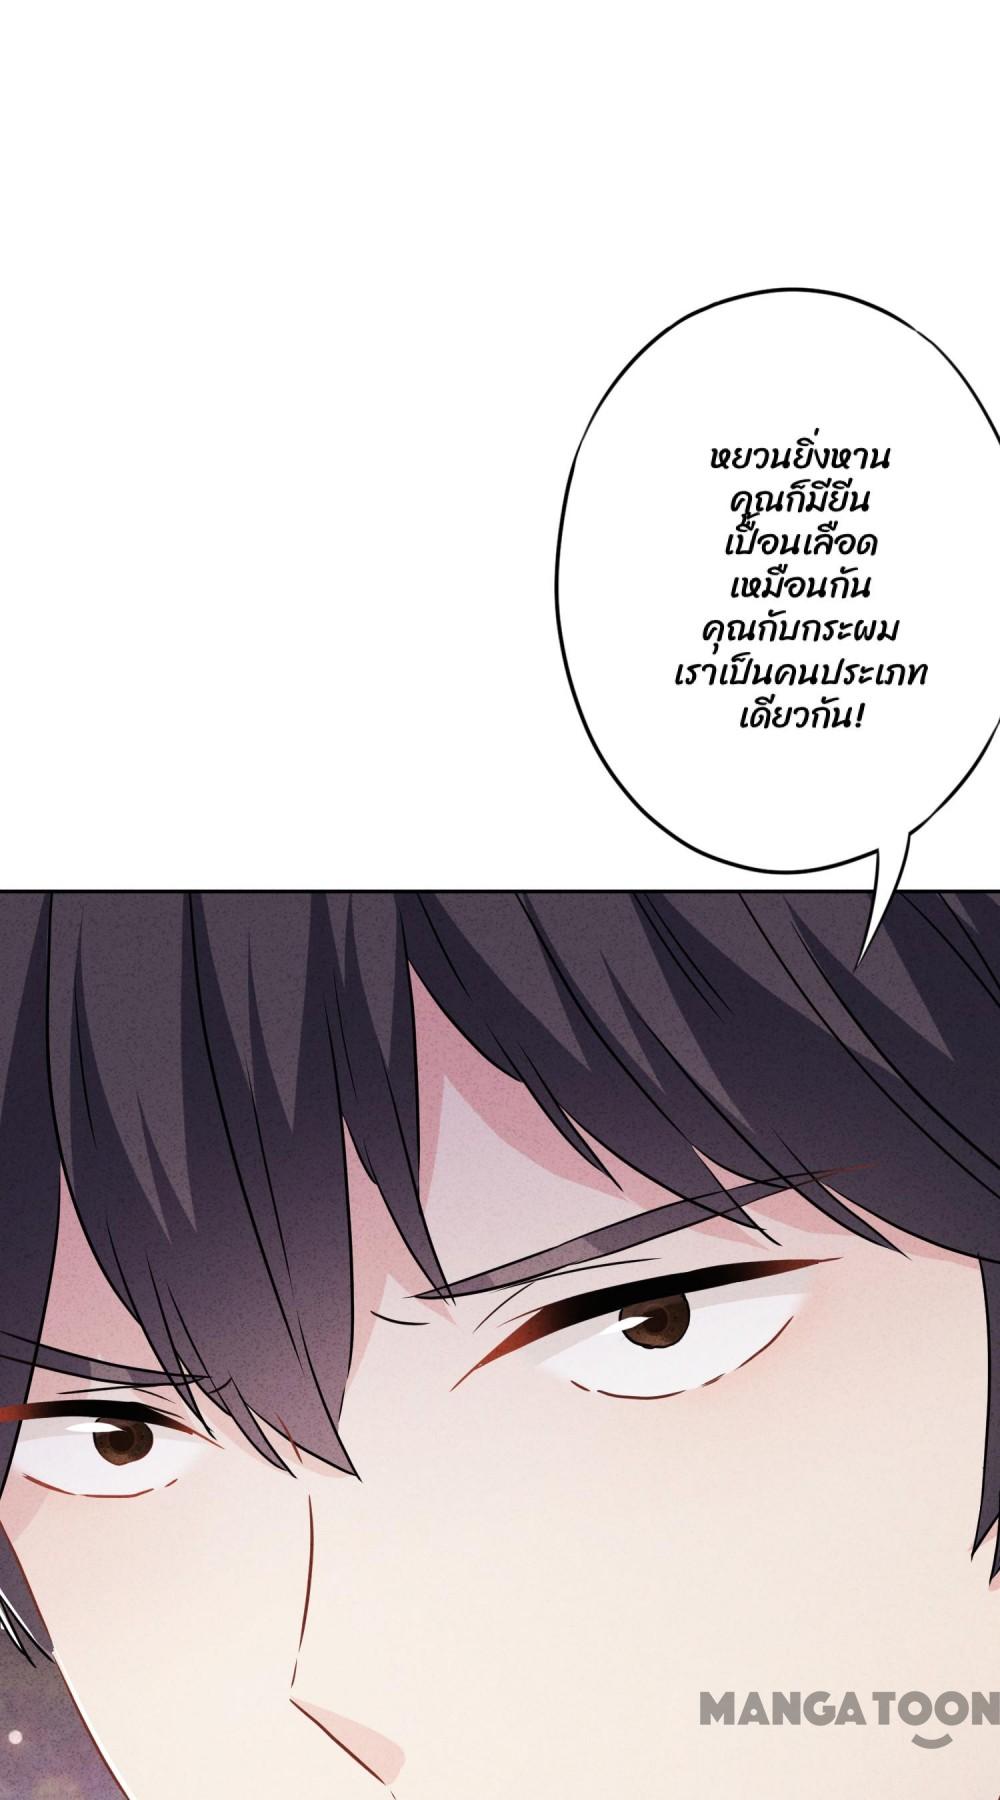 หยวนยิ่งหาน
คุณก็มียีน
เปื้อนเลือด
เหมือนกัน
คุณกับกระผม
เราเป็นคนประเภท
เดียวกัน!
MANGATOON